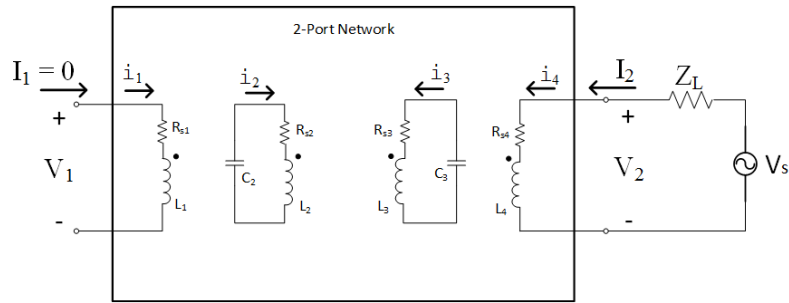 2-Port Network
I₁ = 0
i₁
i₂
i₃
i₄
I₂
Z_L
+
+
Rs1
Rs2
Rs3
Rs4
V₁
C₂
C₃
V₂
Vs
L₁
L₂
L₃
L₄
-
-